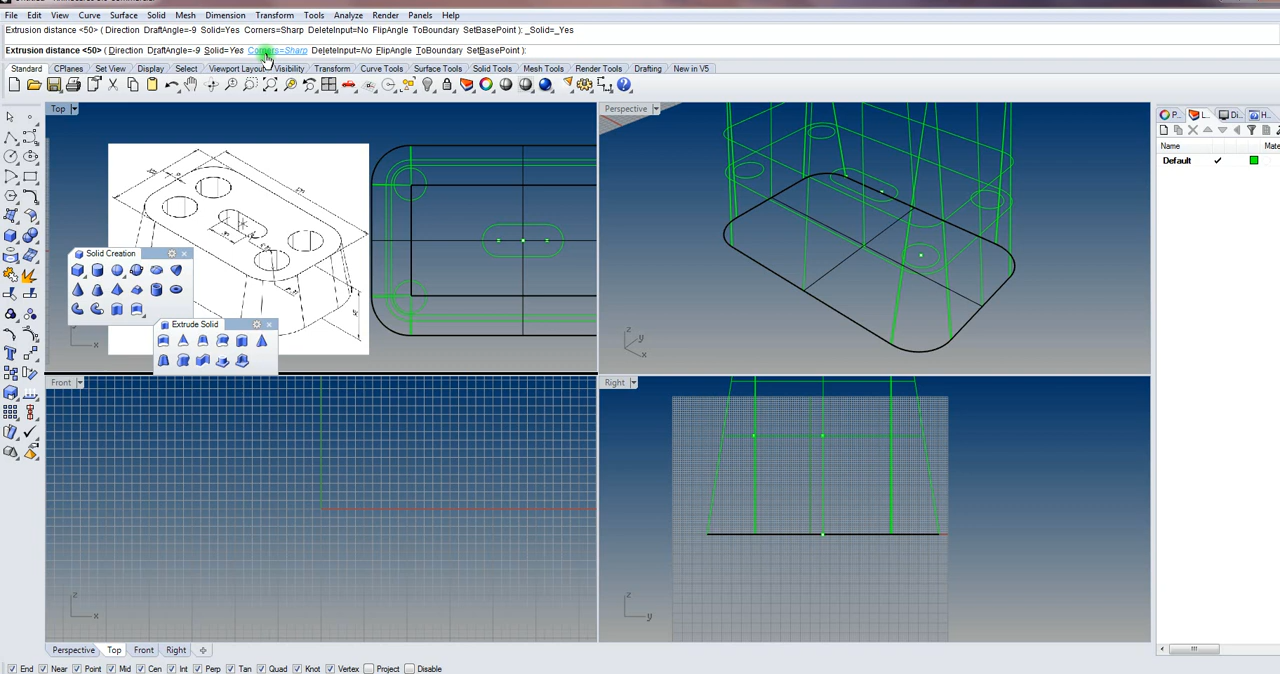 File Edit View Curve Surface Solid Mesh Dimension Transform Tools Analyze Render Panels Help
Extrusion distance <50> ( Direction DraftAngle=-9 Solid=Yes Corners=Sharp DeleteInput=No FlipAngle ToBoundary SetBasePoint ): _Solid=_Yes
Extrusion distance <50> ( Direction DraftAngle=-9 Solid=Yes Corners=Sharp DeleteInput=No FlipAngle ToBoundary SetBasePoint ):
Standard CPlanes Set View Display Select Viewport Layout Visibility Transform Curve Tools Surface Tools Solid Tools Mesh Tools Render Tools Drafting New in V5
Top
Perspective
P... L... Di... H...
Name Mate
Default
Solid Creation
Extrude Solid
x
z
y
x
Front
Right
z
x
z
y
Perspective Top Front Right
End Near Point Mid Cen Int Perp Tan Quad Knot Vertex Project Disable